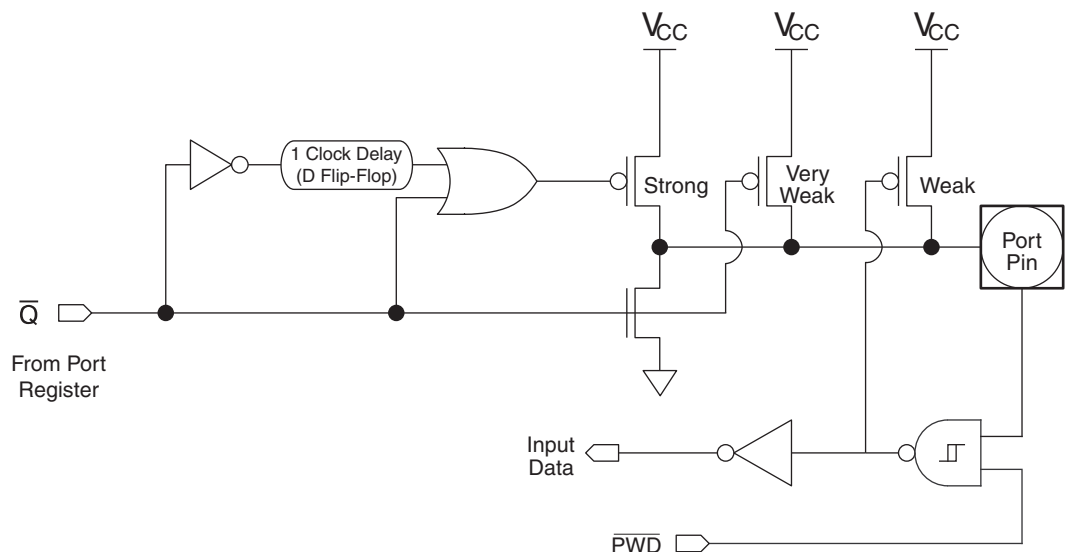 VCC
VCC
VCC
1 Clock Delay
(D Flip-Flop)
Strong
Very
Weak
Weak
Port
Pin
Q̅
From Port
Register
Input
Data
P̅W̅D̅